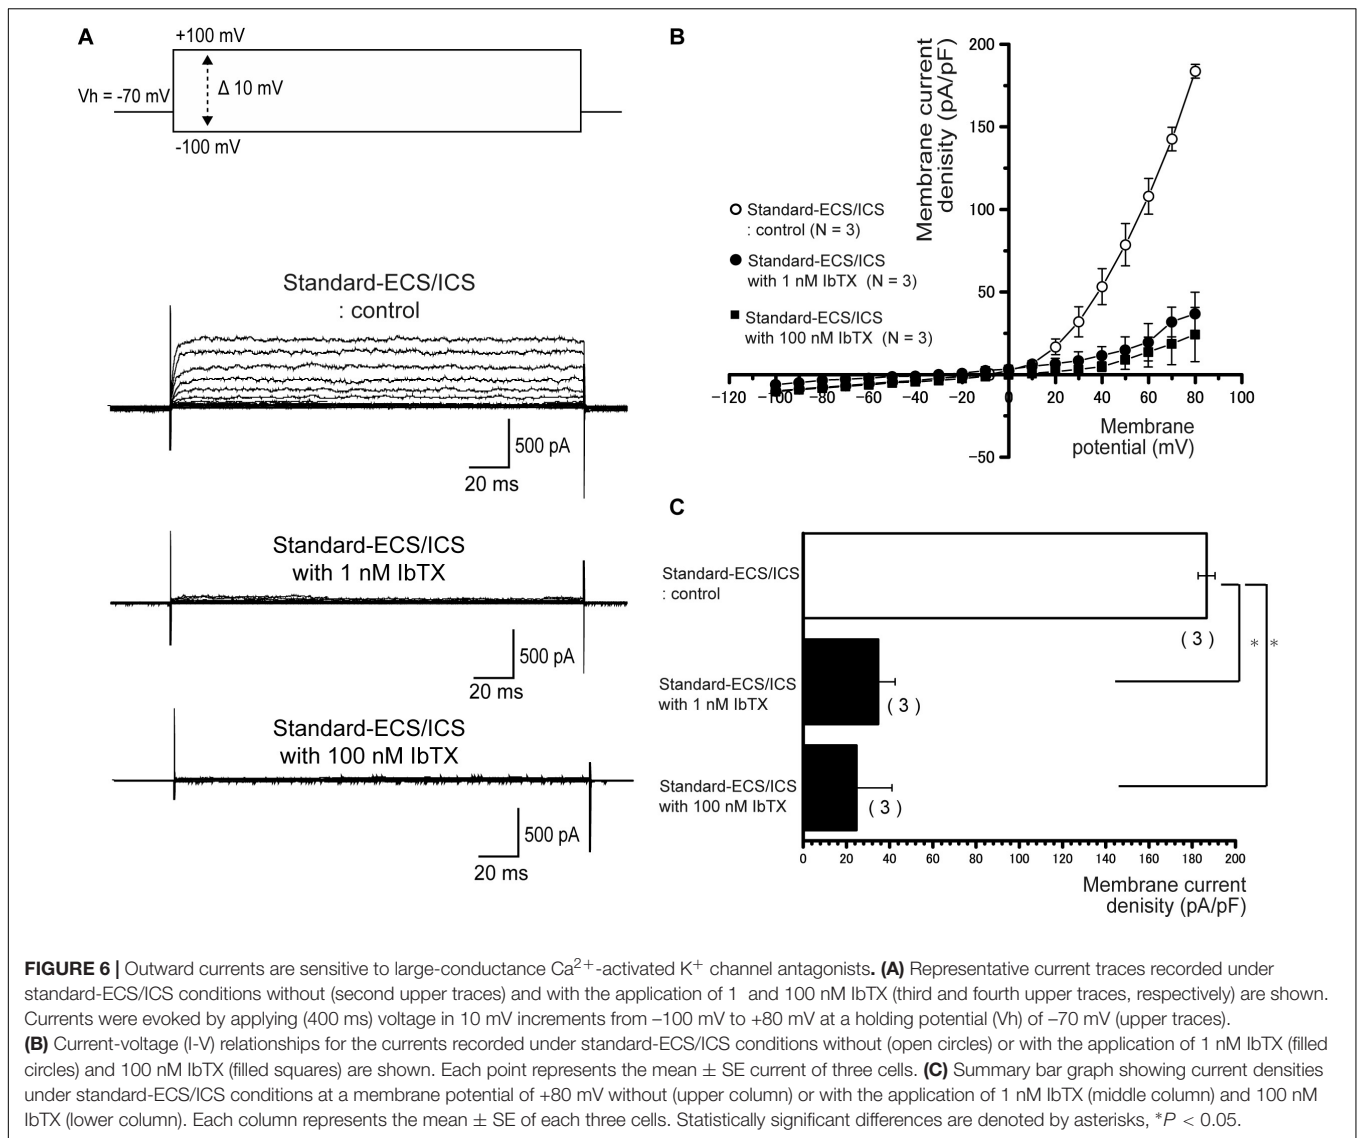 A
+100 mV
Δ 10 mV
Vh = -70 mV
-100 mV
Standard-ECS/ICS
: control
500 pA
20 ms
Standard-ECS/ICS
with 1 nM IbTX
500 pA
20 ms
Standard-ECS/ICS
with 100 nM IbTX
500 pA
20 ms
B
Membrane current
denisity (pA/pF)
200
150
100
50
−50
−120 −100 −80 −60 −40 −20 0 20 40 60 80 100
Membrane
potential (mV)
Standard-ECS/ICS
: control (N = 3)
Standard-ECS/ICS
with 1 nM IbTX (N = 3)
Standard-ECS/ICS
with 100 nM IbTX (N = 3)
C
Standard-ECS/ICS
: control
( 3 )
* *
Standard-ECS/ICS
with 1 nM IbTX
( 3 )
Standard-ECS/ICS
with 100 nM IbTX
( 3 )
0 20 40 60 80 100 120 140 160 180 200
Membrane current
denisity (pA/pF)
FIGURE 6 | Outward currents are sensitive to large-conductance Ca2+-activated K+ channel antagonists. (A) Representative current traces recorded under
standard-ECS/ICS conditions without (second upper traces) and with the application of 1 and 100 nM IbTX (third and fourth upper traces, respectively) are shown.
Currents were evoked by applying (400 ms) voltage in 10 mV increments from –100 mV to +80 mV at a holding potential (Vh) of –70 mV (upper traces).
(B) Current-voltage (I-V) relationships for the currents recorded under standard-ECS/ICS conditions without (open circles) or with the application of 1 nM IbTX (filled
circles) and 100 nM IbTX (filled squares) are shown. Each point represents the mean ± SE current of three cells. (C) Summary bar graph showing current densities
under standard-ECS/ICS conditions at a membrane potential of +80 mV without (upper column) or with the application of 1 nM IbTX (middle column) and 100 nM
IbTX (lower column). Each column represents the mean ± SE of each three cells. Statistically significant differences are denoted by asterisks, *P < 0.05.